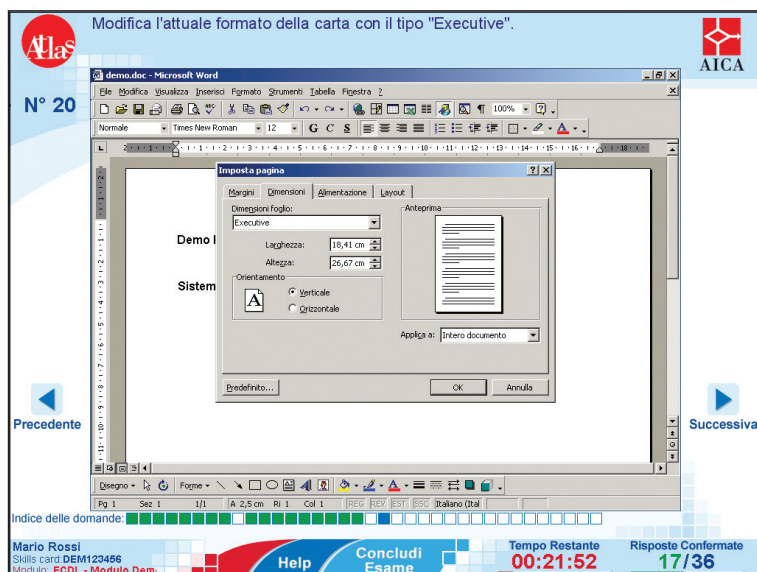 Modifica l'attuale formato della carta con il tipo "Executive".
Atlas
AICA
N° 20
demo.doc - Microsoft Word
File Modifica Visualizza Inserisci Formato Strumenti Tabella Finestra ?
100%
Normale Times New Roman 12 G C S
Imposta pagina
Margini Dimensioni Alimentazione Layout
Dimensioni foglio:
Executive
Larghezza: 18,41 cm
Altezza: 26,67 cm
Orientamento
A
Verticale
Orizzontale
Anteprima
Applica a: Intero documento
Predefinito... OK Annulla
Demo
Sistem
Precedente
Successiva
Disegno Forme
Pg 1 Sez 1 1/1 A 2,5 cm Ri 1 Col 1 REG REV EST SSC Italiano (Ital
Indice delle domande:
Mario Rossi
Skills card:DEM123456
Modulo: ECDL - Modulo Dem
Help
Concludi Esame
Tempo Restante
00:21:52
Risposte Confermate
17/36